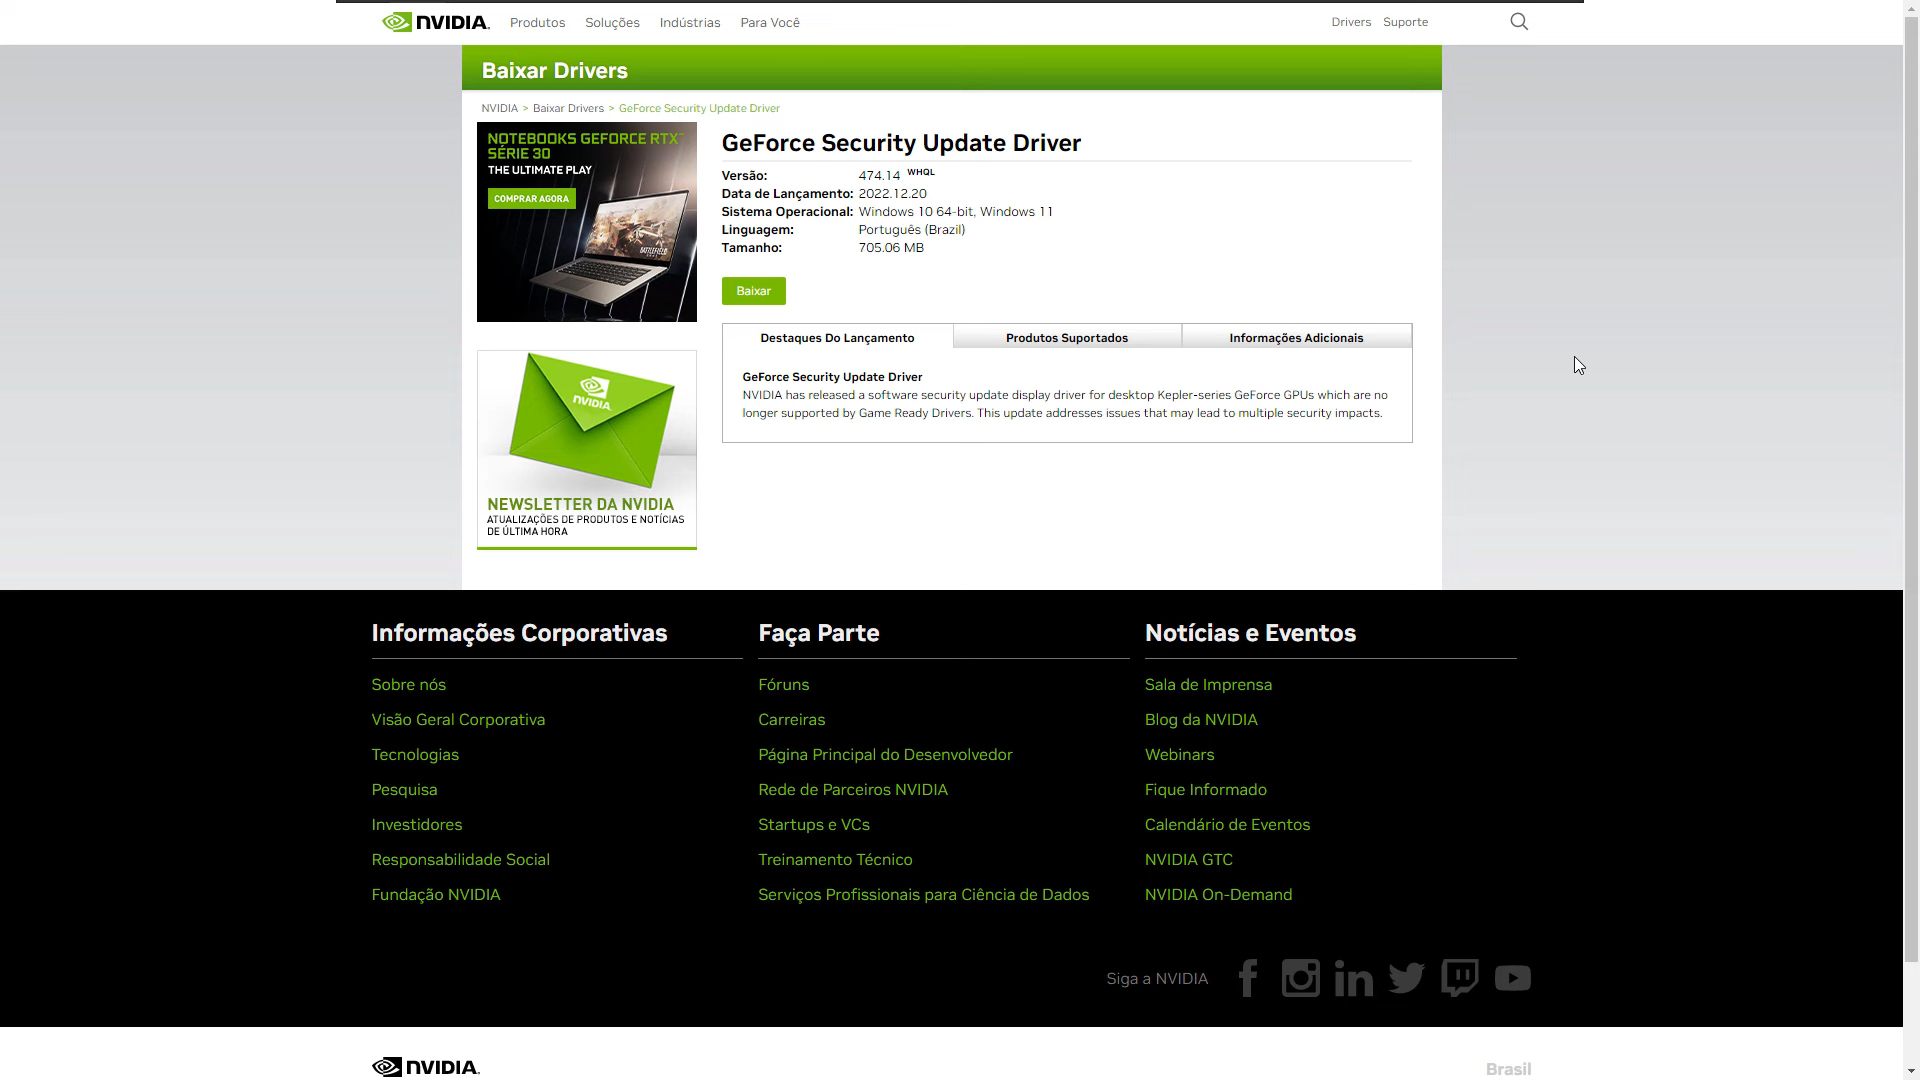 NVIDIA.
Produtos
Soluções
Indústrias
Para Você
Drivers
Suporte
Baixar Drivers
NVIDIA > Baixar Drivers > GeForce Security Update Driver
NOTEBOOKS GEFORCE RTX™
SÉRIE 30
THE ULTIMATE PLAY
COMPRAR AGORA
BATTLEFIELD
GeForce Security Update Driver
Versão: 474.14 WHQL
Data de Lançamento: 2022.12.20
Sistema Operacional: Windows 10 64-bit, Windows 11
Linguagem: Português (Brazil)
Tamanho: 705.06 MB
Baixar
Destaques Do Lançamento
Produtos Suportados
Informações Adicionais
GeForce Security Update Driver
NVIDIA has released a software security update display driver for desktop Kepler-series GeForce GPUs which are no
longer supported by Game Ready Drivers. This update addresses issues that may lead to multiple security impacts.
NVIDIA.
NEWSLETTER DA NVIDIA
ATUALIZAÇÕES DE PRODUTOS E NOTÍCIAS
DE ÚLTIMA HORA
Informações Corporativas
Sobre nós
Visão Geral Corporativa
Tecnologias
Pesquisa
Investidores
Responsabilidade Social
Fundação NVIDIA
Faça Parte
Fóruns
Carreiras
Página Principal do Desenvolvedor
Rede de Parceiros NVIDIA
Startups e VCs
Treinamento Técnico
Serviços Profissionais para Ciência de Dados
Notícias e Eventos
Sala de Imprensa
Blog da NVIDIA
Webinars
Fique Informado
Calendário de Eventos
NVIDIA GTC
NVIDIA On-Demand
Siga a NVIDIA
NVIDIA.
Brasil